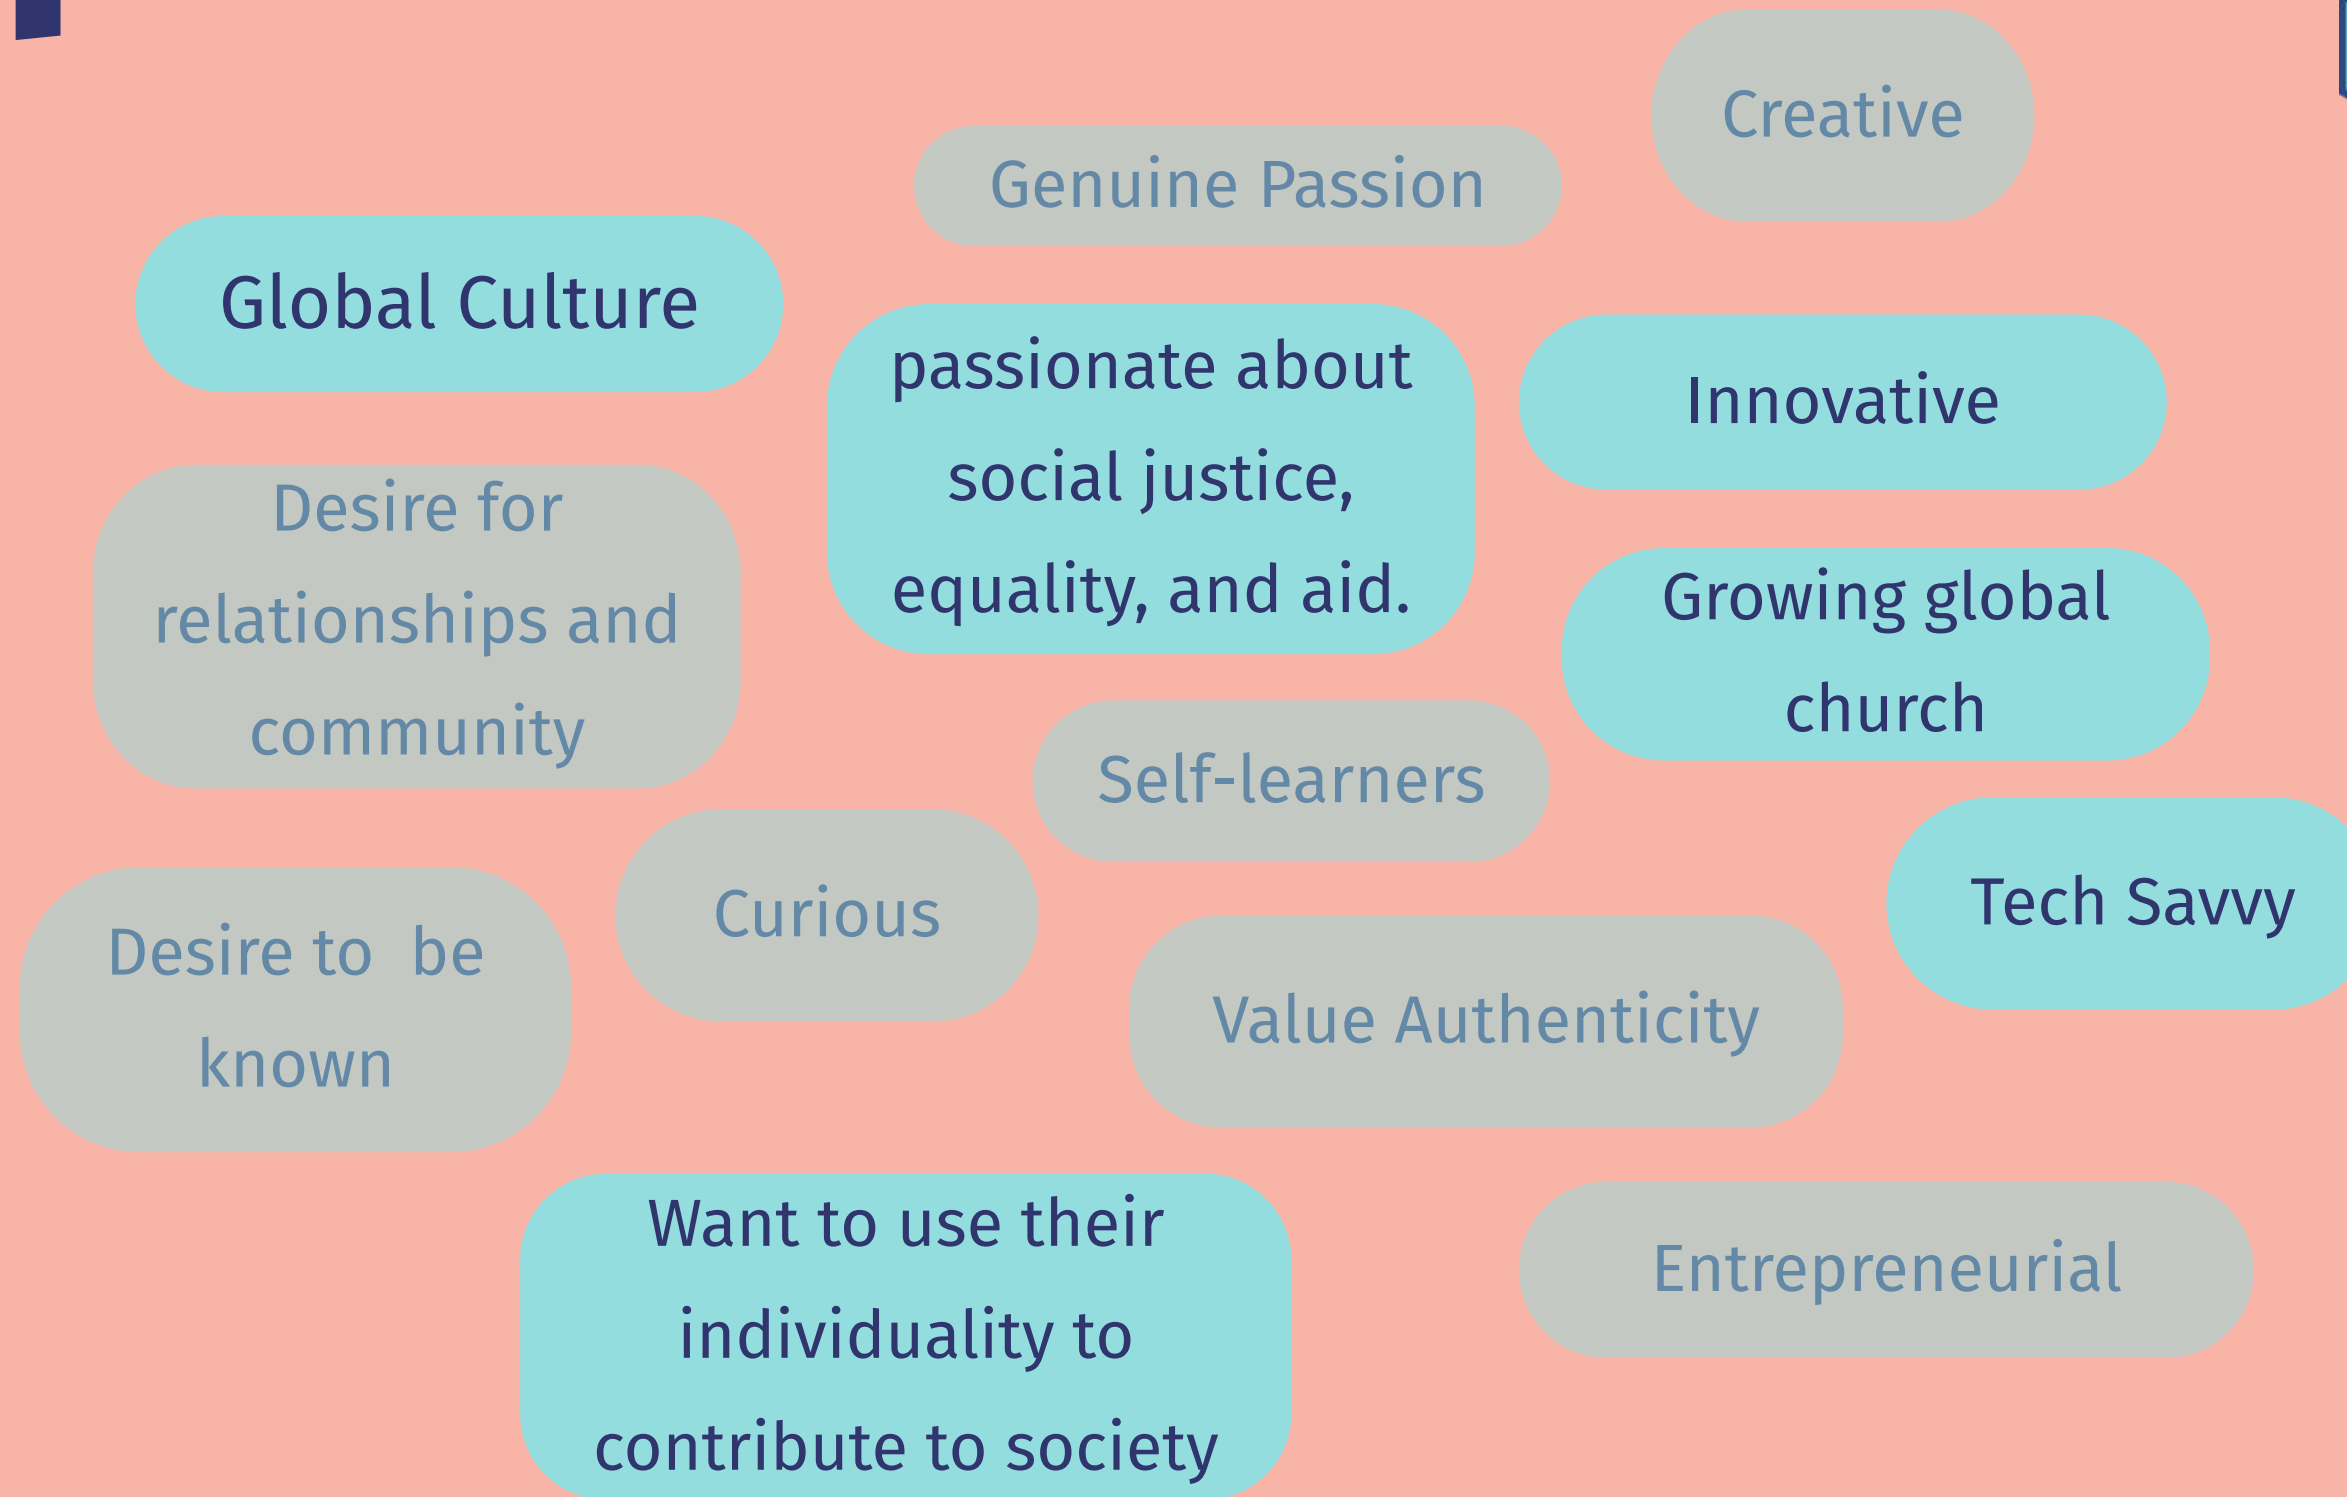 Creative
Genuine Passion
Global Culture
passionate about
social justice,
equality, and aid.
Innovative
Desire for
relationships and
community
Growing global
church
Self-learners
Tech Savvy
Curious
Desire to  be
known
Value Authenticity
Want to use their
individuality to
contribute to society
Entrepreneurial